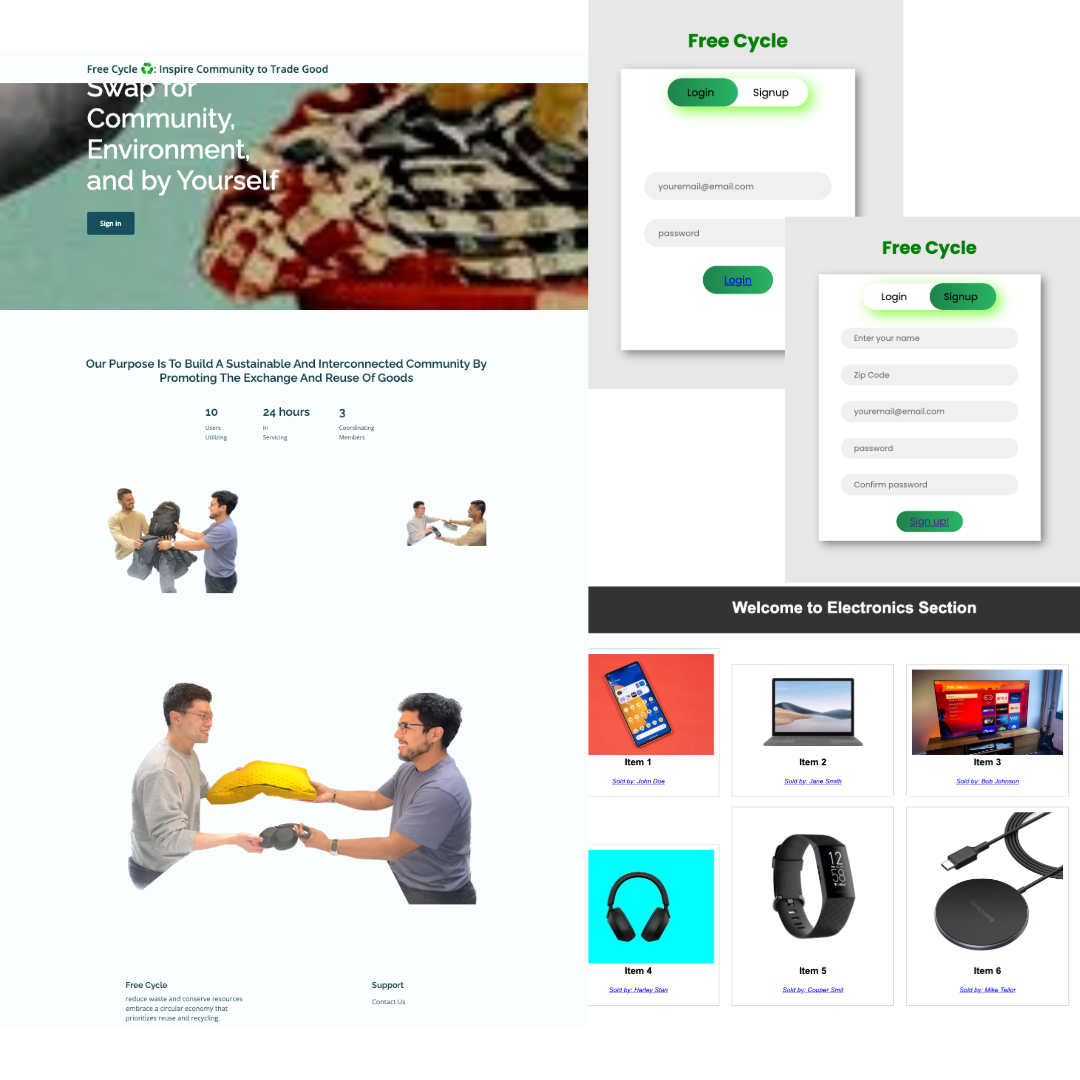 Free Cycle ♻: Inspire Community to Trade Good
Swap for
Community,
Environment,
and by Yourself
Sign in
Our Purpose Is To Build A Sustainable And Interconnected Community By
Promoting The Exchange And Reuse Of Goods
10
Users
Utilizing
24 hours
In
Servicing
3
Coordinating
Members
Free Cycle
reduce waste and conserve resources
embrace a circular economy that
prioritizes reuse and recycling.
Support
Contact Us
Free Cycle
Login
Signup
youremail@email.com
password
Login
Free Cycle
Login
Signup
Enter your name
Zip Code
youremail@email.com
password
Confirm password
Sign up!
Welcome to Electronics Section
Item 1
Sold by: John Doe
Item 2
Sold by: Jane Smith
Item 3
Sold by: Bob Johnson
Item 4
Sold by: Harley Stan
12
58
Item 5
Sold by: Copper Smit
Item 6
Sold by: Mike Tailor